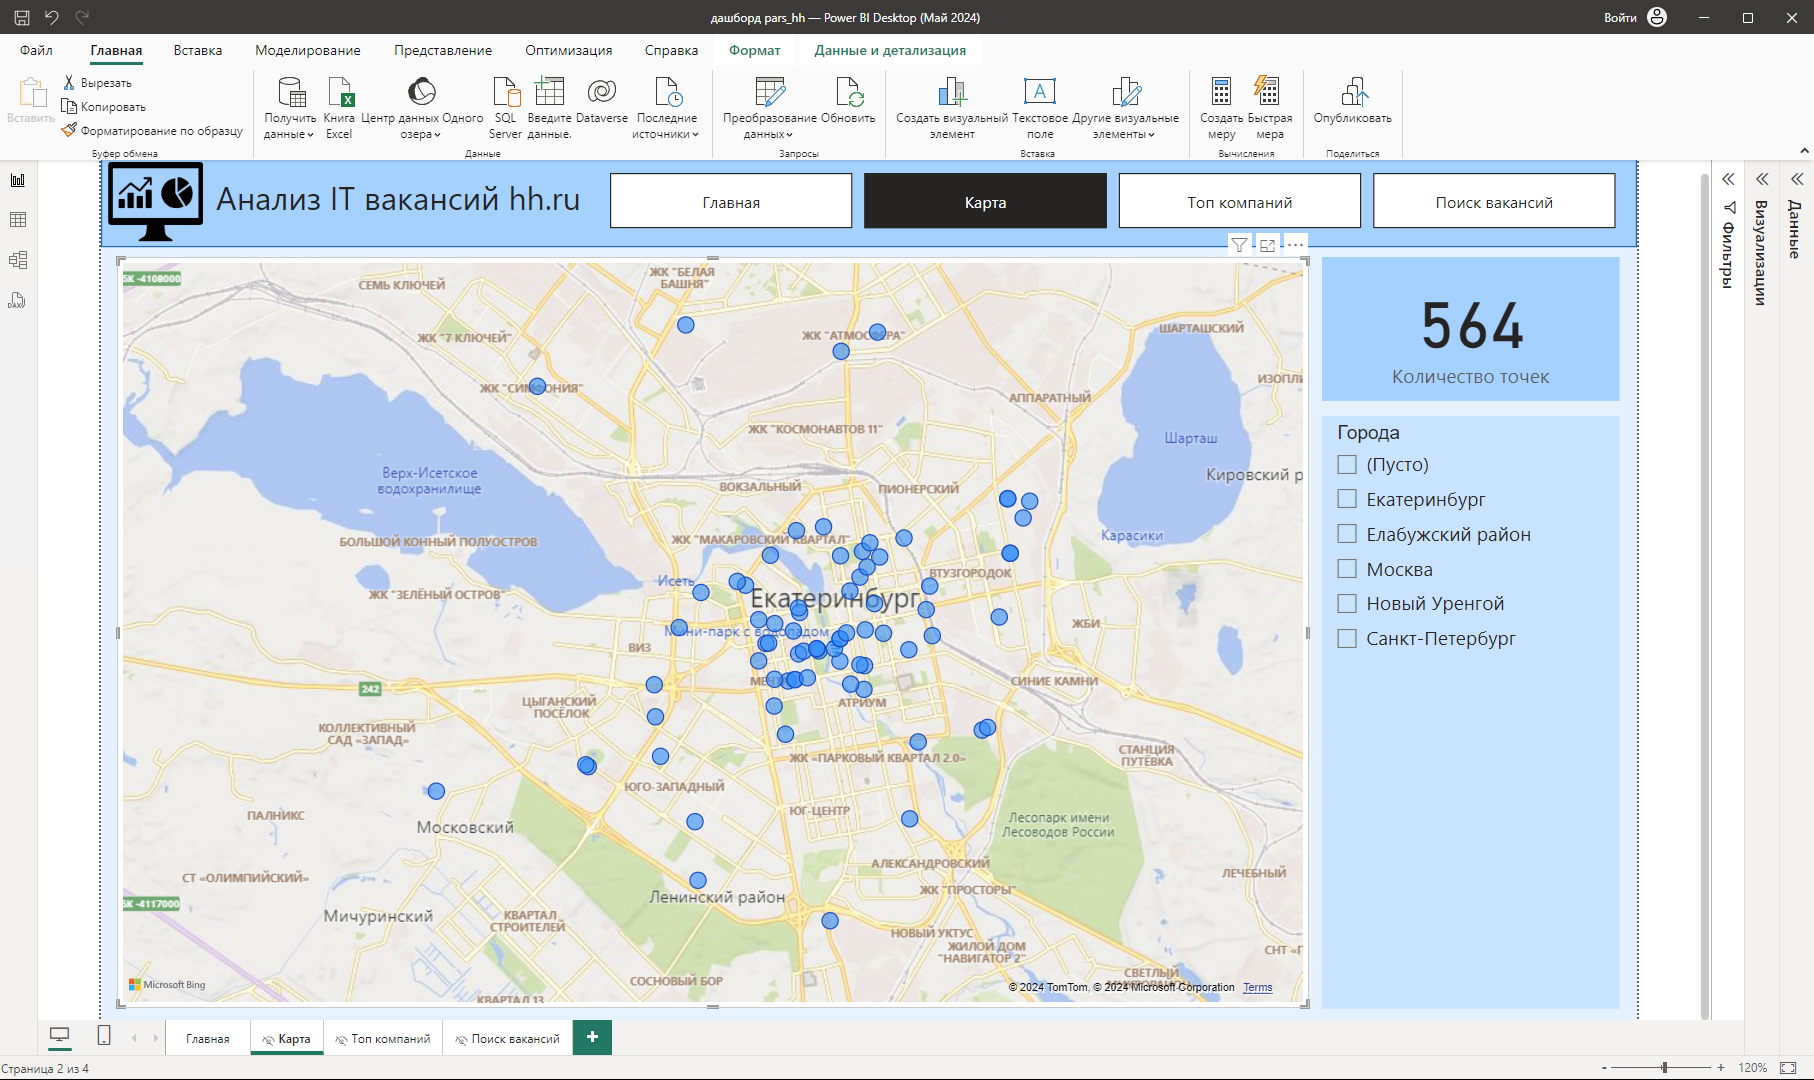 дашборд pars_hh — Power BI Desktop (Май 2024)
Войти
Файл
Главная
Вставка
Моделирование
Представление
Оптимизация
Справка
Формат
Данные и детализация
Вставить
Вырезать
Копировать
Форматирование по образцу
Буфер обмена
Получить данные
Книга Excel
Центр данных Одного озера
SQL Server
Введите данные.
Dataverse
Последние источники
Данные
Преобразование данных
Обновить
Запросы
Создать визуальный элемент
Текстовое поле
Другие визуальные элементы
Вставка
Создать меру
Быстрая мера
Вычисления
Опубликовать
Поделиться
DAX
Анализ IT вакансий hh.ru
Главная
Карта
Топ компаний
Поиск вакансий
5K -4108000
СЕМЬ КЛЮЧЕЙ
ЖК "БЕЛАЯ
БАШНЯ"
ЖК "7 КЛЮЧЕЙ"
ЖК "АТМОСФЕРА"
ШАРТАШСКИЙ
ЖК "СИМФОНИЯ"
ИЗОПЛИ
АППАРАТНЫЙ
ЖК "КОСМОНАВТОВ 11"
Шарташ
Верх-Исетское
водохранилище
Кировский р
ВОКЗАЛЬНЫЙ
ПИОНЕРСКИЙ
БОЛЬШОЙ КОННЫЙ ПОЛУОСТРОВ
ЖК "МАКАРОВСКИЙ КВАРТАЛ"
Карасики
ВТУЗГОРОДОК
Исеть
ЖК "ЗЕЛЁНЫЙ ОСТРОВ"
Екатеринбург
Мини-парк с водопадом
ЖБИ
ВИЗ
242
СИНИЕ КАМНИ
ЦЫГАНСКИЙ
ПОСЁЛОК
АТРИУМ
КОЛЛЕКТИВНЫЙ
САД «ЗАПАД»
СТАНЦИЯ
ПУТЁВКА
ЖК «ПАРКОВЫЙ КВАРТАЛ 2.0»
ЮГО-ЗАПАДНЫЙ
ПАЛНИКС
ЮГ-ЦЕНТР
Лесопарк имени
Лесоводов России
Московский
АЛЕКСАНДРОВСКИЙ
ЛЕЧЕБНЫЙ
СТ «ОЛИМПИЙСКИЙ»
ЖК "ПРОСТОРЫ"
Ленинский район
5K -4117000
Мичуринский
КВАРТАЛ
СТРОИТЕЛЕЙ
НОВЫЙ УКТУС
ЖИЛОЙ ДОМ
"НАВИГАТОР 2"
СНТ «Г
СОСНОВЫЙ БОР
СВЕТЛЫЙ
КВАРТАЛ 13
Microsoft Bing
© 2024 TomTom, © 2024 Microsoft Corporation Terms
564
Количество точек
Города
(Пусто)
Екатеринбург
Елабужский район
Москва
Новый Уренгой
Санкт-Петербург
Фильтры
Визуализации
Данные
Главная
Карта
Топ компаний
Поиск вакансий
+
Страница 2 из 4
- + 120%